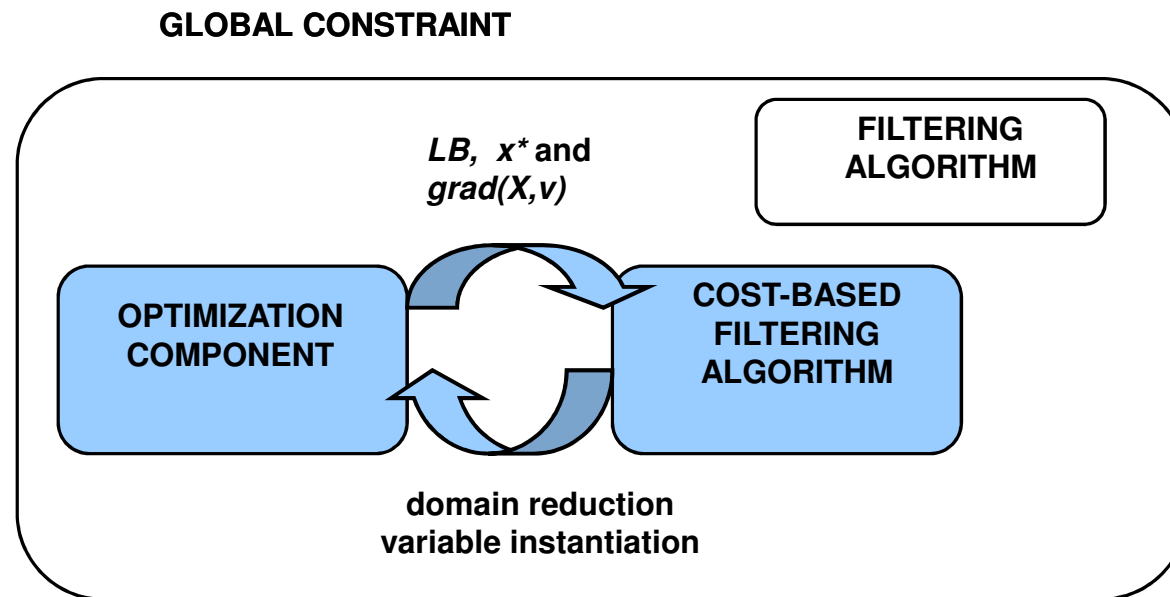 GLOBAL CONSTRAINT
FILTERING
ALGORITHM
LB, x* and
grad(X,v)
OPTIMIZATION
COMPONENT
COST-BASED
FILTERING
ALGORITHM
domain reduction
variable instantiation